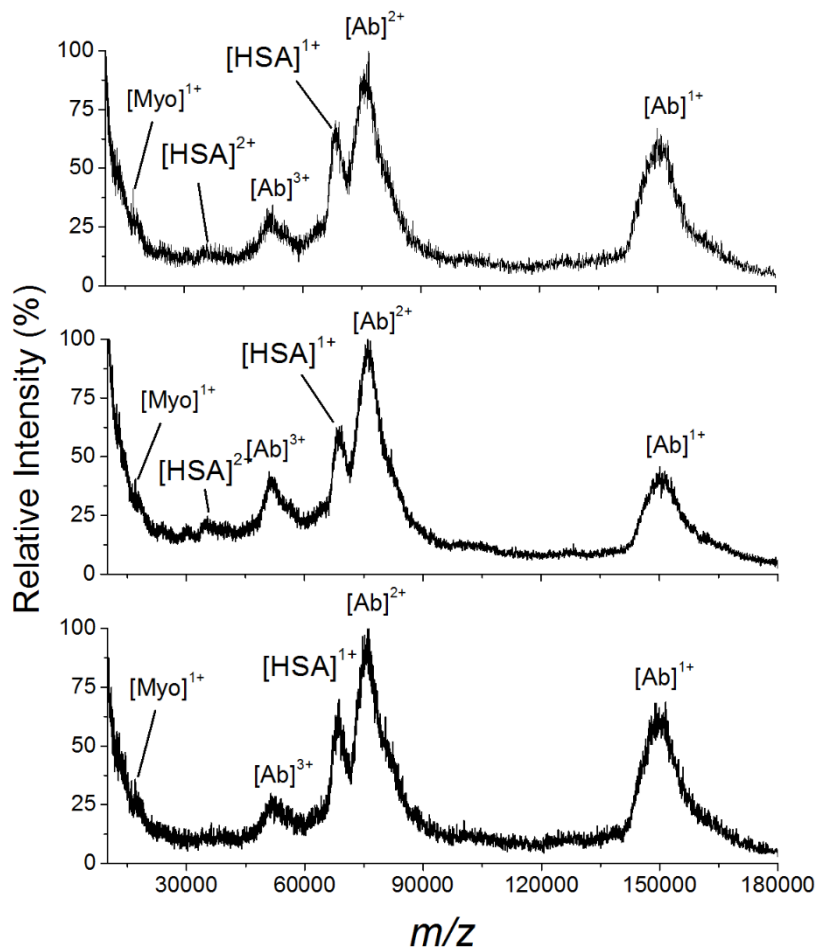 [Ab]²⁺
[HSA]¹⁺
100
[Myo]¹⁺
[Ab]¹⁺
75
[HSA]²⁺
[Ab]³⁺
50
25
0
[Ab]²⁺
[HSA]¹⁺
100
[Myo]¹⁺
75
[HSA]²⁺
[Ab]³⁺
[Ab]¹⁺
50
25
0
Relative Intensity (%)
[Ab]²⁺
100
[HSA]¹⁺
[Myo]¹⁺
[Ab]¹⁺
75
50
[Ab]³⁺
25
0
30000 60000 90000 120000 150000 180000
m/z